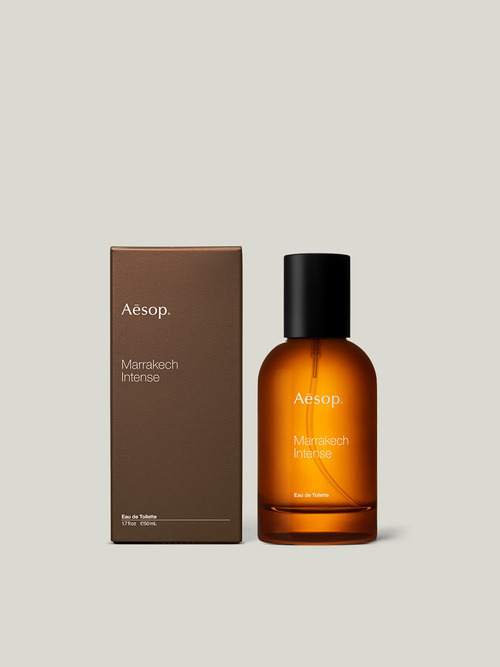 Aēsop.
Marrakech
Intense
Eau de Toilette
1.7 fl oz ℮50 mL
Aēsop.
Marrakech
Intense
Eau de Toilette